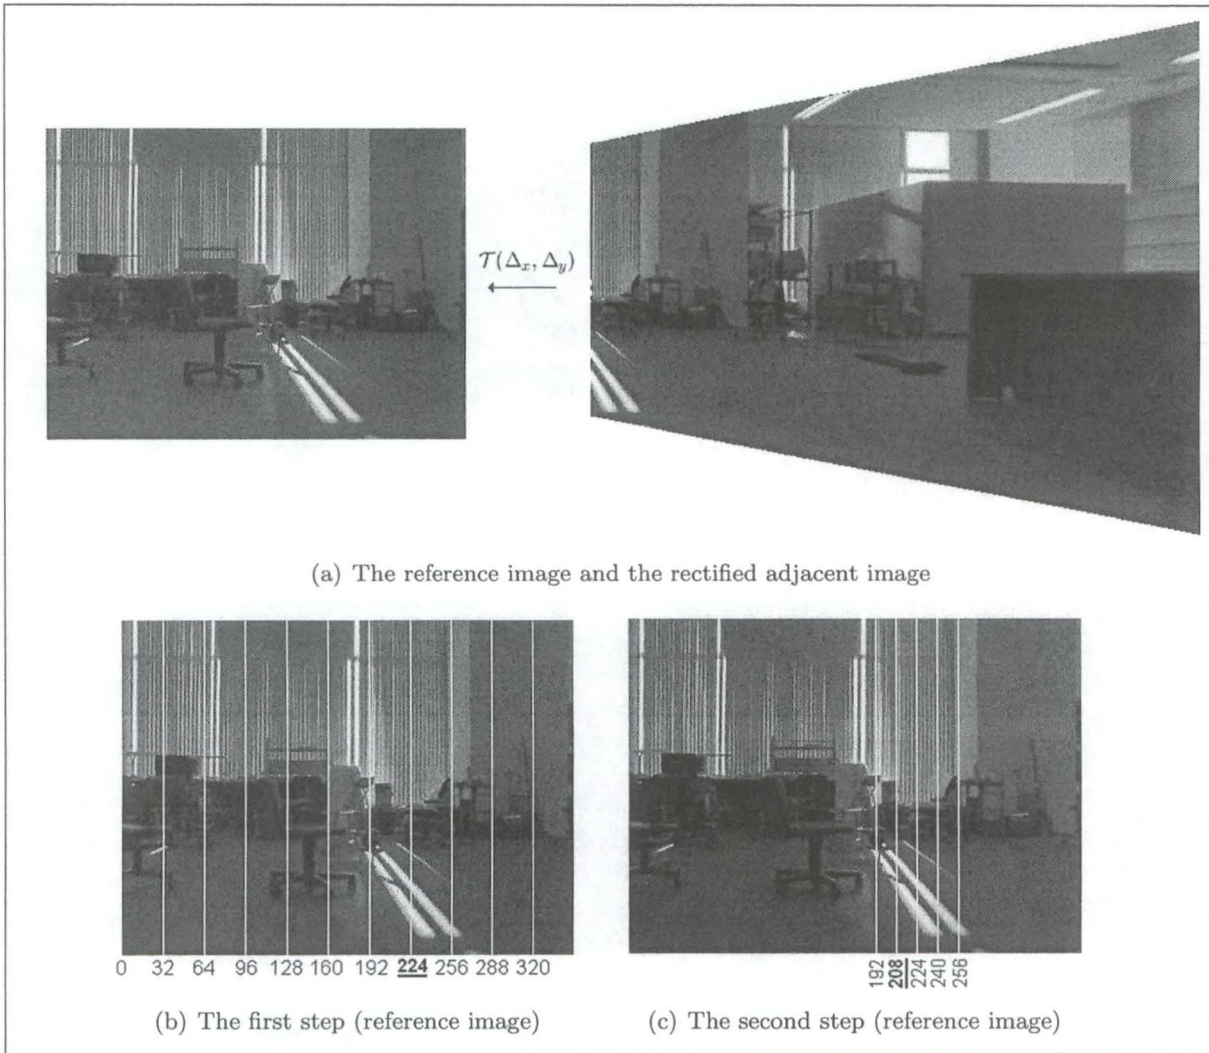 𝒯(Δx, Δy)
(a) The reference image and the rectified adjacent image
0 32 64 96 128 160 192 224 256 288 320
192 208 224 240 256
(b) The first step (reference image)
(c) The second step (reference image)